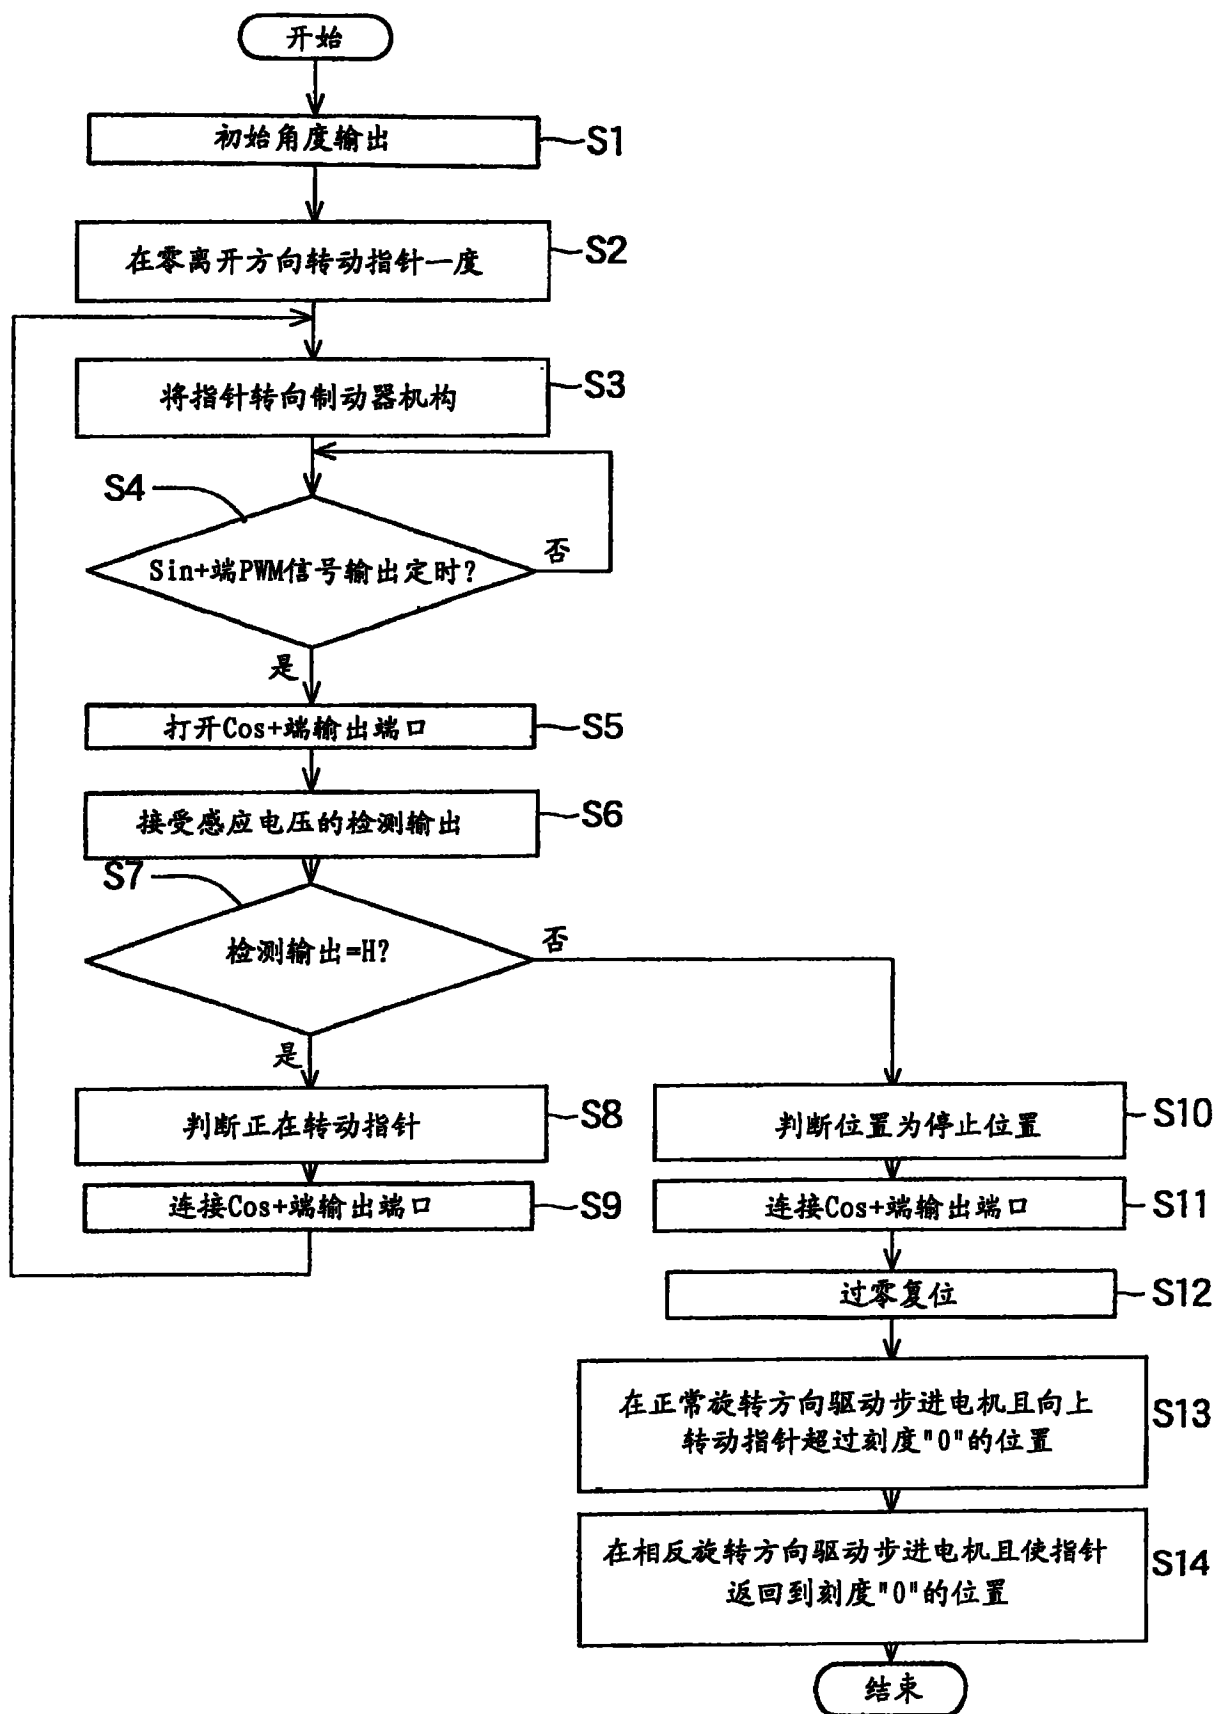 开始
初始角度输出
S1
在零离开方向转动指针一度
S2
将指针转向制动器机构
S3
S4
Sin+端PWM信号输出定时?
否
是
打开Cos+端输出端口
S5
接受感应电压的检测输出
S6
S7
检测输出=H?
否
是
判断正在转动指针
S8
连接Cos+端输出端口
S9
判断位置为停止位置
S10
连接Cos+端输出端口
S11
过零复位
S12
在正常旋转方向驱动步进电机且向上
转动指针超过刻度"0"的位置
S13
在相反旋转方向驱动步进电机且使指针
返回到刻度"0"的位置
S14
结束